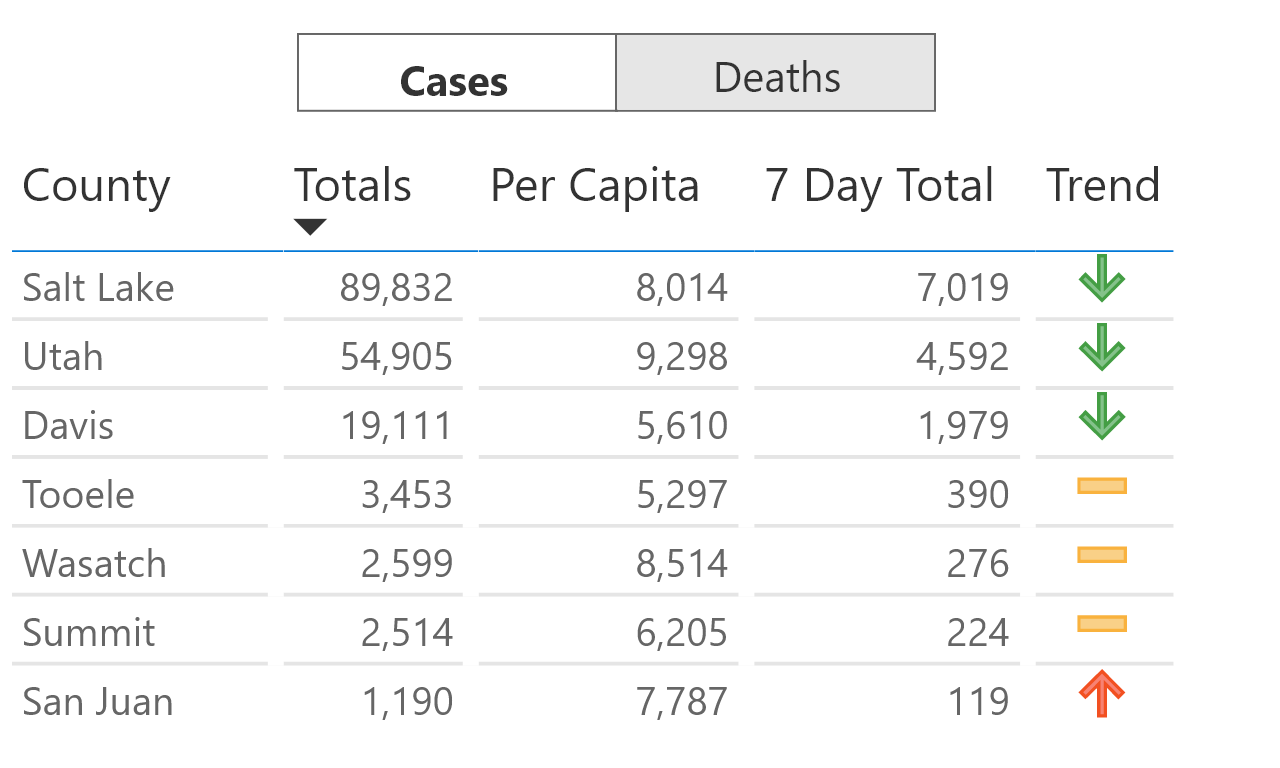 Cases Deaths
County Totals Per Capita 7 Day Total Trend
Salt Lake 89,832 8,014 7,019
Utah 54,905 9,298 4,592
Davis 19,111 5,610 1,979
Tooele 3,453 5,297 390
Wasatch 2,599 8,514 276
Summit 2,514 6,205 224
San Juan 1,190 7,787 119